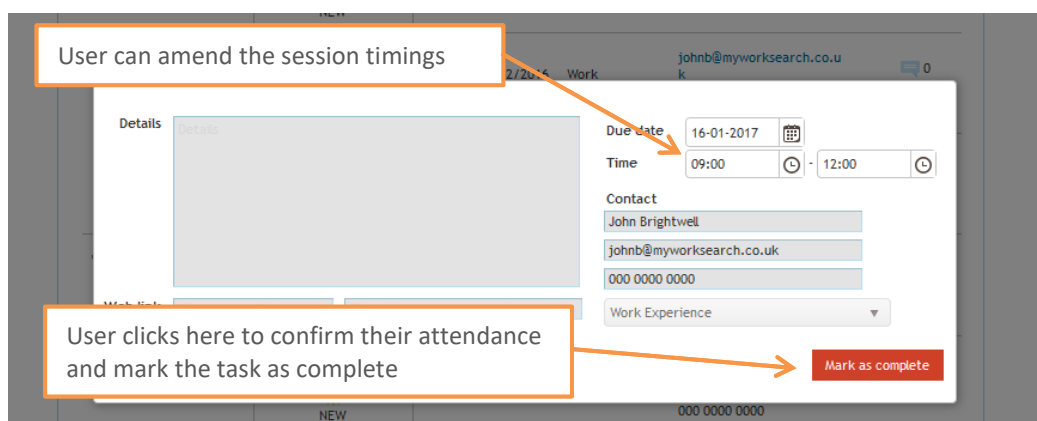 NEW
User can amend the session timings
johnb@myworksearch.co.u
k
2/2016 Work
0
Details
Details
Due date 16-01-2017
Time 09:00 - 12:00
Contact
John Brightwell
johnb@myworksearch.co.uk
000 0000 0000
Web link
Work Experience
User clicks here to confirm their attendance
and mark the task as complete
Mark as complete
NEW
000 0000 0000